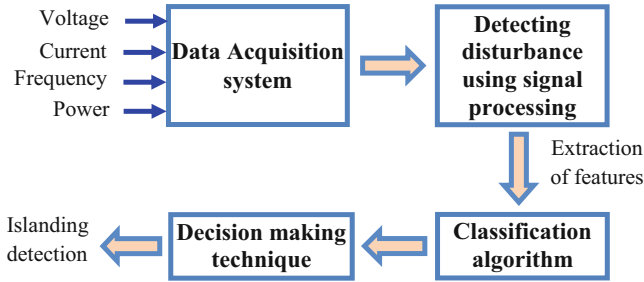 Voltage
Current
Frequency
Power
Data Acquisition
system
Detecting
disturbance
using signal
processing
Extraction
of features
Classification
algorithm
Decision making
technique
Islanding
detection